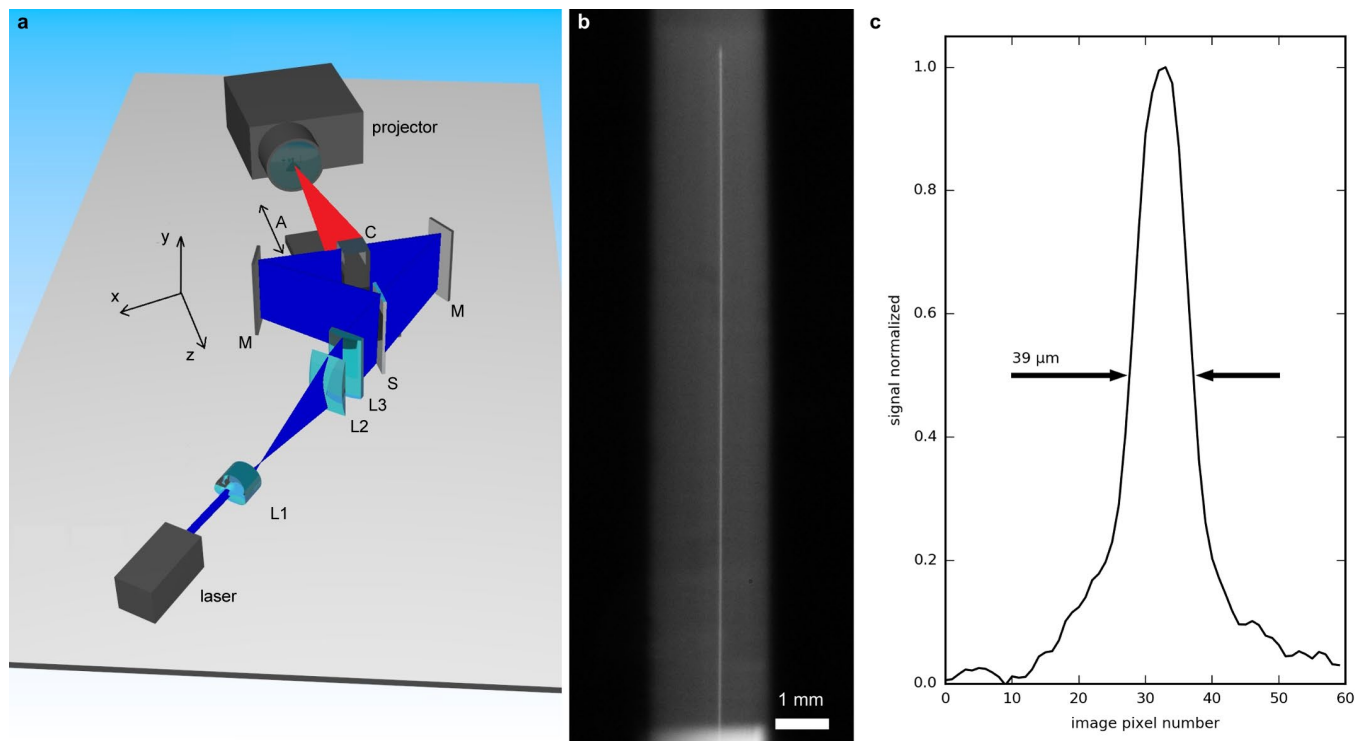 a
projector
A
C
y
x
z
M
M
S
L3
L2
L1
laser
b
1 mm
c
1.0
0.8
0.6
0.4
0.2
0.0
signal normalized
39 µm
0
10
20
30
40
50
60
image pixel number